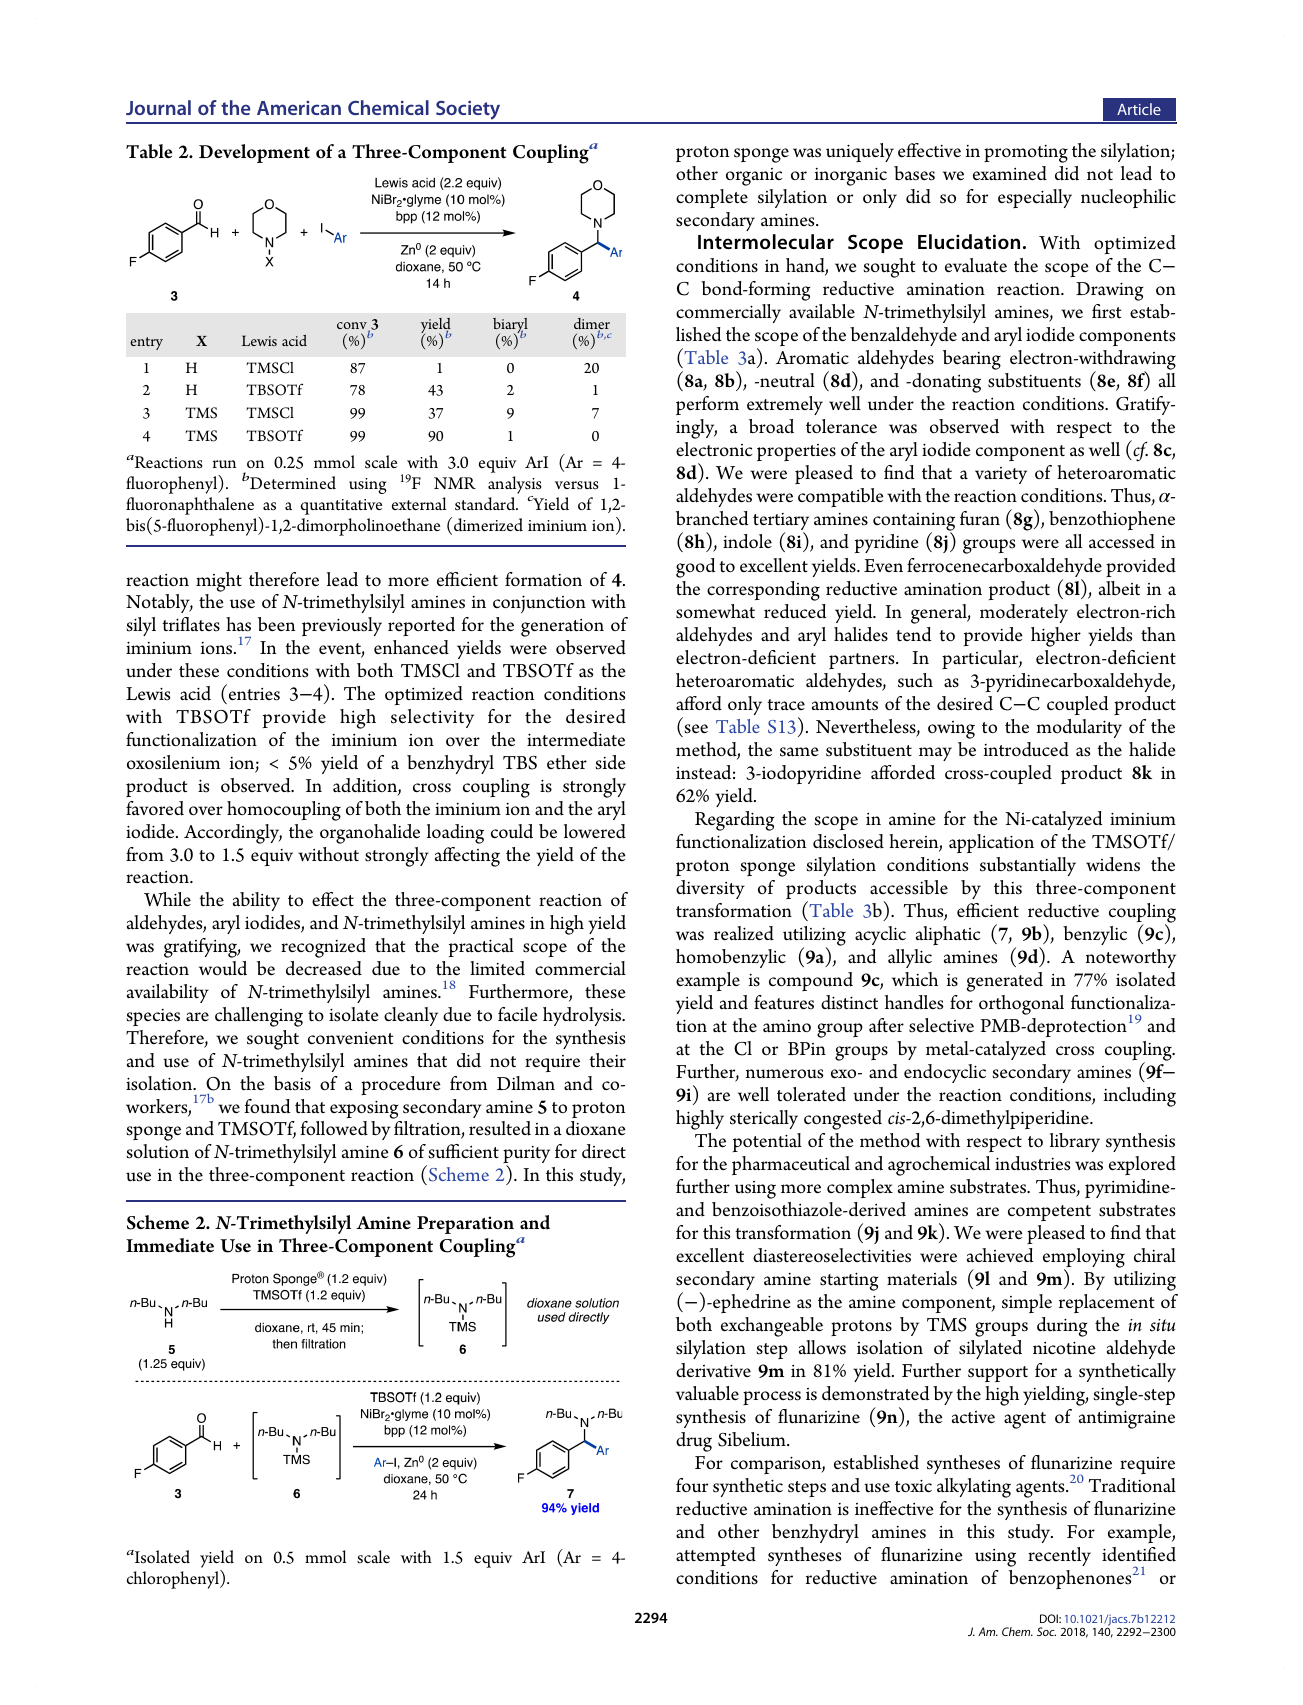 Journal of the American Chemical Society
Article
Table 2. Development of a Three-Component Coupling^a
Lewis acid (2.2 equiv)
NiBr2•glyme (10 mol%)
bpp (12 mol%)
Zn0 (2 equiv)
dioxane, 50 ºC
14 h
F
O
H
+
O
N
X
+
I
Ar
O
N
Ar
F
3
4
entry X Lewis acid conv 3 (%)^b yield (%)^b biaryl (%)^b dimer (%)^b,c
1 H TMSCl 87 1 0 20
2 H TBSOTf 78 43 2 1
3 TMS TMSCl 99 37 9 7
4 TMS TBSOTf 99 90 1 0
^aReactions run on 0.25 mmol scale with 3.0 equiv ArI (Ar = 4-
fluorophenyl). ^bDetermined using 19F NMR analysis versus 1-
fluoronaphthalene as a quantitative external standard. ^cYield of 1,2-
bis(5-fluorophenyl)-1,2-dimorpholinoethane (dimerized iminium ion).
reaction might therefore lead to more efficient formation of 4.
Notably, the use of N-trimethylsilyl amines in conjunction with
silyl triflates has been previously reported for the generation of
iminium ions.17 In the event, enhanced yields were observed
under these conditions with both TMSCl and TBSOTf as the
Lewis acid (entries 3−4). The optimized reaction conditions
with TBSOTf provide high selectivity for the desired
functionalization of the iminium ion over the intermediate
oxosilenium ion; < 5% yield of a benzhydryl TBS ether side
product is observed. In addition, cross coupling is strongly
favored over homocoupling of both the iminium ion and the aryl
iodide. Accordingly, the organohalide loading could be lowered
from 3.0 to 1.5 equiv without strongly affecting the yield of the
reaction.
While the ability to effect the three-component reaction of
aldehydes, aryl iodides, and N-trimethylsilyl amines in high yield
was gratifying, we recognized that the practical scope of the
reaction would be decreased due to the limited commercial
availability of N-trimethylsilyl amines.18 Furthermore, these
species are challenging to isolate cleanly due to facile hydrolysis.
Therefore, we sought convenient conditions for the synthesis
and use of N-trimethylsilyl amines that did not require their
isolation. On the basis of a procedure from Dilman and co-
workers,17b we found that exposing secondary amine 5 to proton
sponge and TMSOTf, followed by filtration, resulted in a dioxane
solution of N-trimethylsilyl amine 6 of sufficient purity for direct
use in the three-component reaction (Scheme 2). In this study,
Scheme 2. N-Trimethylsilyl Amine Preparation and
Immediate Use in Three-Component Coupling^a
n-Bu N n-Bu
H
5
(1.25 equiv)
Proton Sponge® (1.2 equiv)
TMSOTf (1.2 equiv)
dioxane, rt, 45 min;
then filtration
n-Bu N n-Bu
TMS
6
dioxane solution
used directly
F
O
H
3
+
n-Bu N n-Bu
TMS
6
TBSOTf (1.2 equiv)
NiBr2•glyme (10 mol%)
bpp (12 mol%)
Ar–I, Zn0 (2 equiv)
dioxane, 50 °C
24 h
n-Bu N n-Bu
Ar
F
7
94% yield
^aIsolated yield on 0.5 mmol scale with 1.5 equiv ArI (Ar = 4-
chlorophenyl).
proton sponge was uniquely effective in promoting the silylation;
other organic or inorganic bases we examined did not lead to
complete silylation or only did so for especially nucleophilic
secondary amines.
Intermolecular Scope Elucidation. With optimized
conditions in hand, we sought to evaluate the scope of the C−
C bond-forming reductive amination reaction. Drawing on
commercially available N-trimethylsilyl amines, we first estab-
lished the scope of the benzaldehyde and aryl iodide components
(Table 3a). Aromatic aldehydes bearing electron-withdrawing
(8a, 8b), -neutral (8d), and -donating substituents (8e, 8f) all
perform extremely well under the reaction conditions. Gratify-
ingly, a broad tolerance was observed with respect to the
electronic properties of the aryl iodide component as well (cf. 8c,
8d). We were pleased to find that a variety of heteroaromatic
aldehydes were compatible with the reaction conditions. Thus, α-
branched tertiary amines containing furan (8g), benzothiophene
(8h), indole (8i), and pyridine (8j) groups were all accessed in
good to excellent yields. Even ferrocenecarboxaldehyde provided
the corresponding reductive amination product (8l), albeit in a
somewhat reduced yield. In general, moderately electron-rich
aldehydes and aryl halides tend to provide higher yields than
electron-deficient partners. In particular, electron-deficient
heteroaromatic aldehydes, such as 3-pyridinecarboxaldehyde,
afford only trace amounts of the desired C−C coupled product
(see Table S13). Nevertheless, owing to the modularity of the
method, the same substituent may be introduced as the halide
instead: 3-iodopyridine afforded cross-coupled product 8k in
62% yield.
Regarding the scope in amine for the Ni-catalyzed iminium
functionalization disclosed herein, application of the TMSOTf/
proton sponge silylation conditions substantially widens the
diversity of products accessible by this three-component
transformation (Table 3b). Thus, efficient reductive coupling
was realized utilizing acyclic aliphatic (7, 9b), benzylic (9c),
homobenzylic (9a), and allylic amines (9d). A noteworthy
example is compound 9c, which is generated in 77% isolated
yield and features distinct handles for orthogonal functionaliza-
tion at the amino group after selective PMB-deprotection19 and
at the Cl or BPin groups by metal-catalyzed cross coupling.
Further, numerous exo- and endocyclic secondary amines (9f−
9i) are well tolerated under the reaction conditions, including
highly sterically congested cis-2,6-dimethylpiperidine.
The potential of the method with respect to library synthesis
for the pharmaceutical and agrochemical industries was explored
further using more complex amine substrates. Thus, pyrimidine-
and benzoisothiazole-derived amines are competent substrates
for this transformation (9j and 9k). We were pleased to find that
excellent diastereoselectivities were achieved employing chiral
secondary amine starting materials (9l and 9m). By utilizing
(−)-ephedrine as the amine component, simple replacement of
both exchangeable protons by TMS groups during the in situ
silylation step allows isolation of silylated nicotine aldehyde
derivative 9m in 81% yield. Further support for a synthetically
valuable process is demonstrated by the high yielding, single-step
synthesis of flunarizine (9n), the active agent of antimigraine
drug Sibelium.
For comparison, established syntheses of flunarizine require
four synthetic steps and use toxic alkylating agents.20 Traditional
reductive amination is ineffective for the synthesis of flunarizine
and other benzhydryl amines in this study. For example,
attempted syntheses of flunarizine using recently identified
conditions for reductive amination of benzophenones21 or
2294
DOI: 10.1021/jacs.7b12212
J. Am. Chem. Soc. 2018, 140, 2292−2300